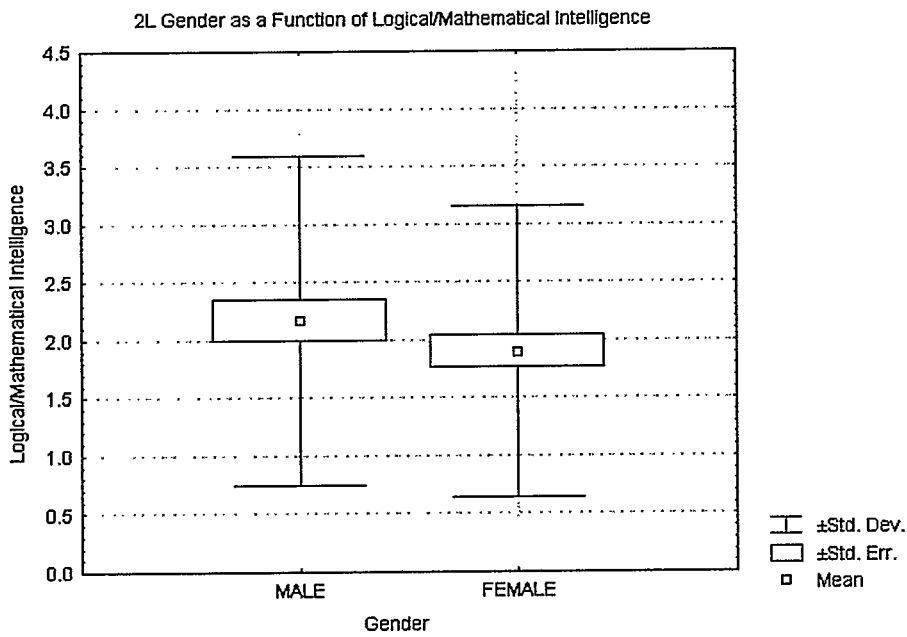 2L Gender as a Function of Logical/Mathematical Intelligence
Logical/Mathematical Intelligence
4.5
4.0
3.5
3.0
2.5
2.0
1.5
1.0
0.5
0.0
MALE
FEMALE
Gender
±Std. Dev.
±Std. Err.
Mean